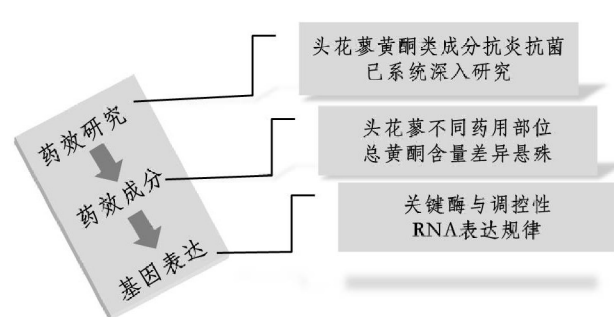 头花蓼黄酮类成分抗炎抗菌
已系统深入研究
药效研究
头花蓼不同药用部位
总黄酮含量差异悬殊
药效成分
关键酶与调控性
RNA表达规律
基因表达